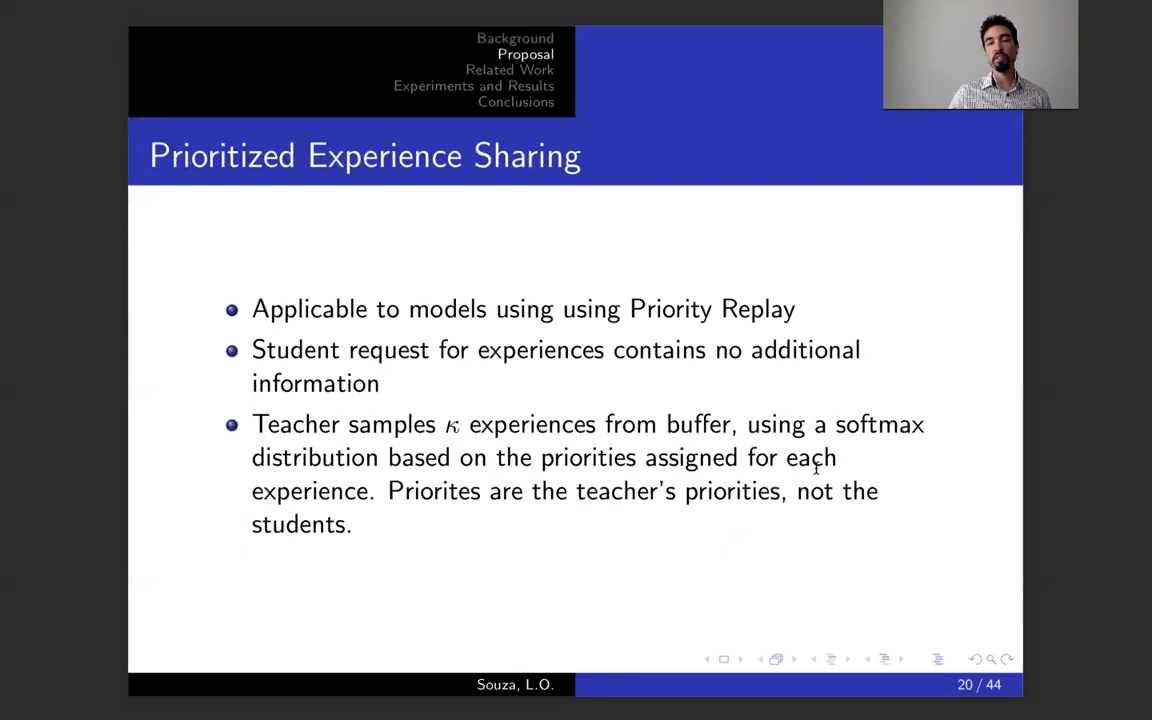 Background
Proposal
Related Work
Experiments and Results
Conclusions
Prioritized Experience Sharing
Applicable to models using using Priority Replay
Student request for experiences contains no additional
information
Teacher samples κ experiences from buffer, using a softmax
distribution based on the priorities assigned for each
experience. Priorites are the teacher's priorities, not the
students.
Souza, L.O.
20 / 44